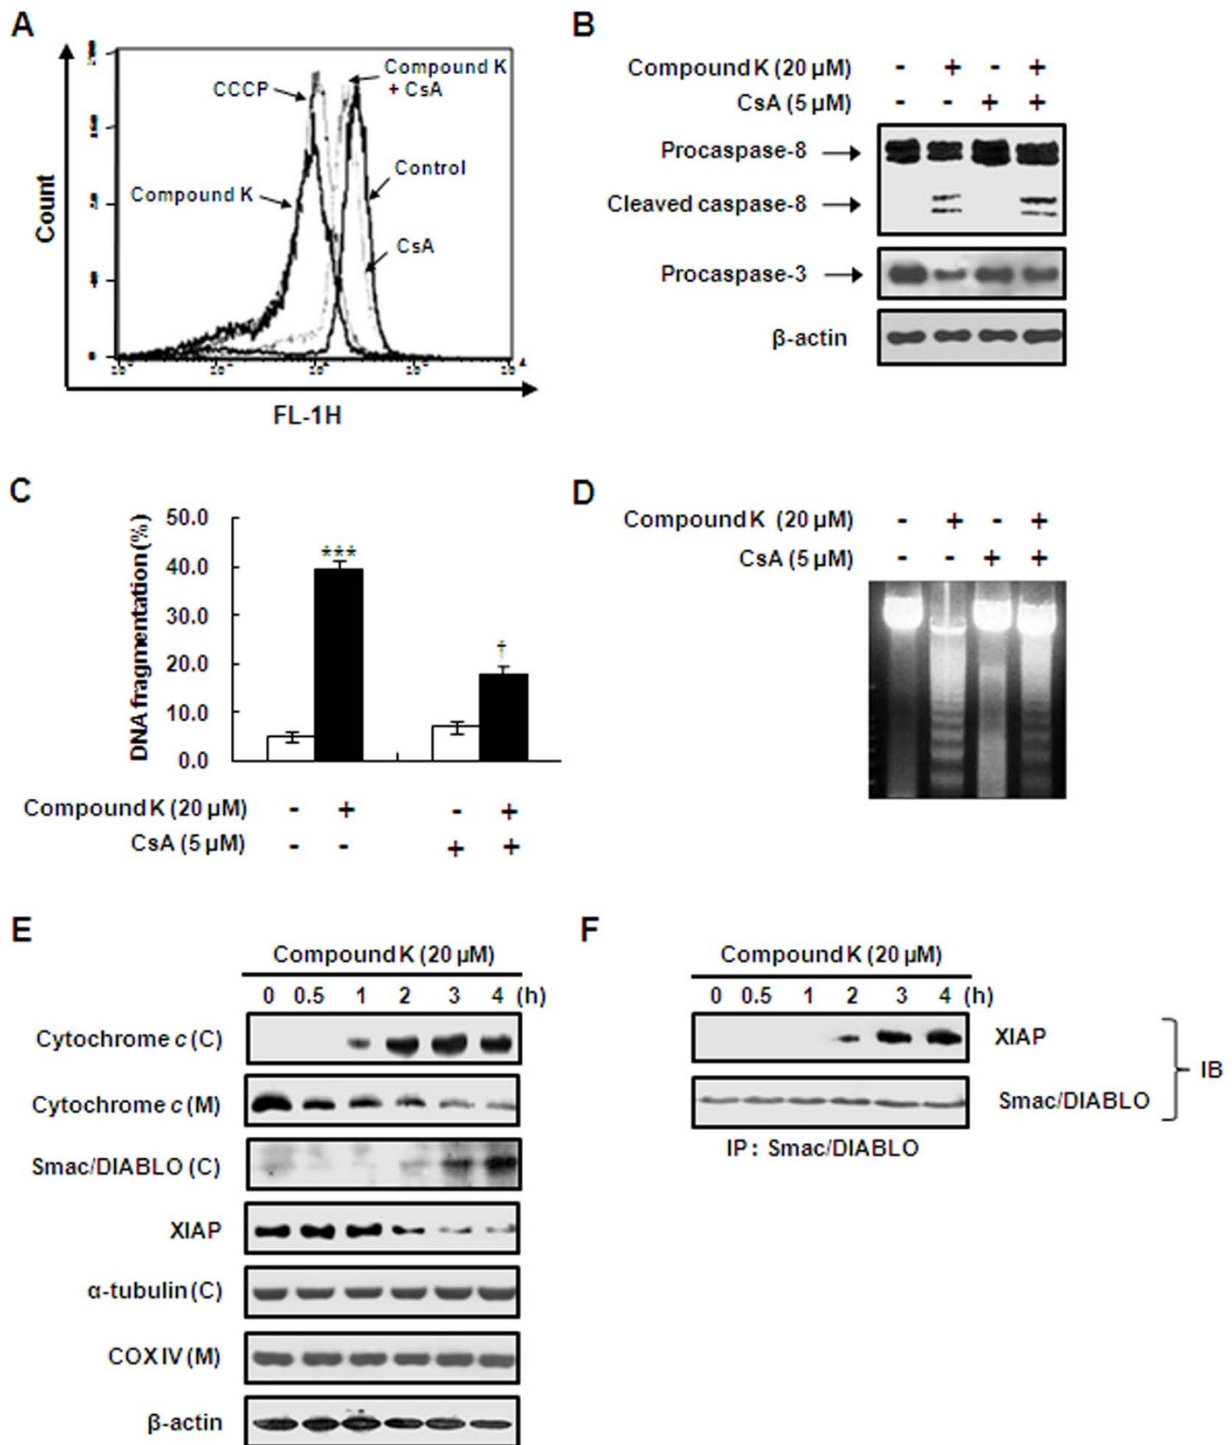 A
Count
CCCP
Compound K
+ CsA
Compound K
Control
CsA
FL-1H
B
Compound K (20 µM) - + - +
CsA (5 µM) - - + +
Procaspase-8
Cleaved caspase-8
Procaspase-3
β-actin
C
DNA fragmentation (%)
50.0
40.0
30.0
20.0
10.0
0.0
***
†
Compound K (20 µM) - + - +
CsA (5 µM) - - + +
D
Compound K (20 µM) - + - +
CsA (5 µM) - - + +
E
Compound K (20 µM)
0 0.5 1 2 3 4 (h)
Cytochrome c (C)
Cytochrome c (M)
Smac/DIABLO (C)
XIAP
α-tubulin (C)
COX IV (M)
β-actin
F
Compound K (20 µM)
0 0.5 1 2 3 4 (h)
XIAP
IB
Smac/DIABLO
IP: Smac/DIABLO